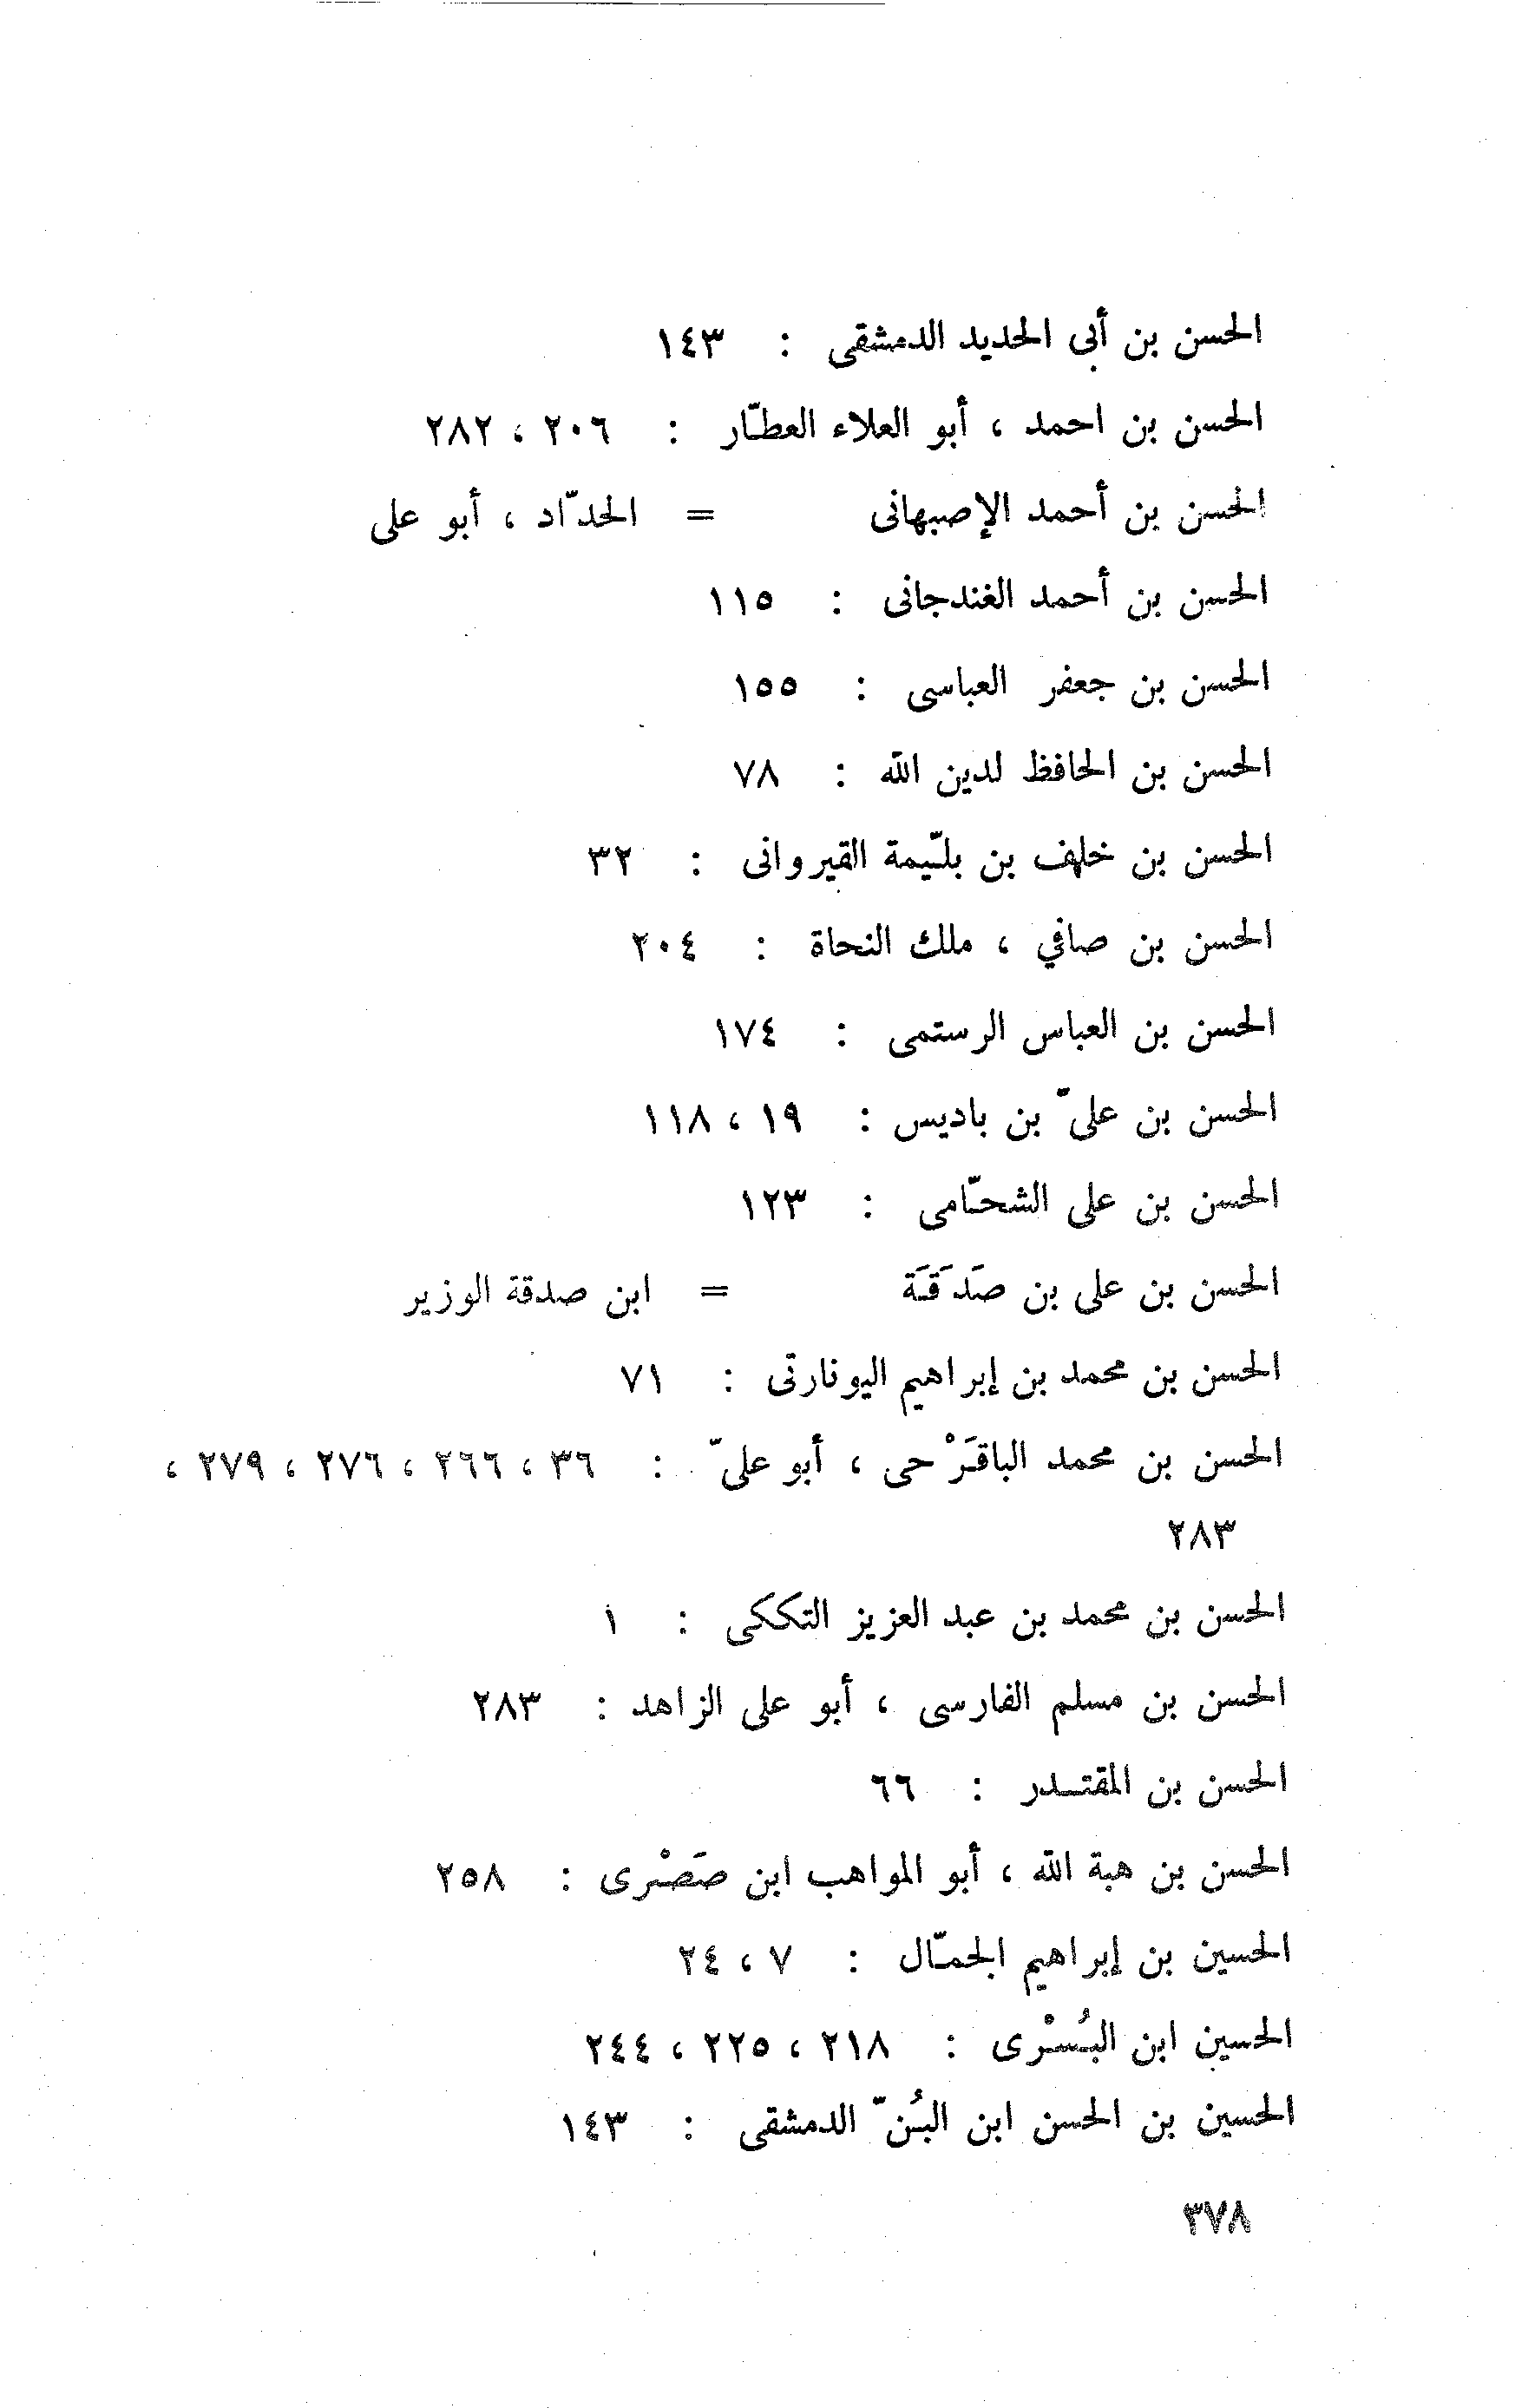 الحسن بن أبى الحديد الدمشقى : ١٤٣
الحسن بن احمد ، أبو العلاء العطّار : ٢٠٦ ، ٢٨٢
الحسن بن أحمد الإصبهانى = الحدّاد ، أبو على
الحسن بن أحمد الغندجانى : ١١٥
الحسن بن جعفر العباسى : ١٥٥
الحسن بن الحافظ لدين الله : ٧٨
الحسن بن خلف بن بلّيمة القيروانى : ٣٢
الحسن بن صافي ، ملك النحاة : ٢٠٤
الحسن بن العباس الرستمى : ١٧٤
الحسن بن علىّ بن باديس : ١٩ ، ١١٨
الحسن بن على الشحّامى : ١٢٣
الحسن بن على بن صَدَقَة = ابن صدقة الوزير
الحسن بن محمد بن إبراهيم اليونارتى : ٧١
الحسن بن محمد الباقَرْحى ، أبو علىّ : ٣٦ ، ٢٦٦ ، ٢٧٦ ، ٢٧٩ ،
٢٨٣
الحسن بن محمد بن عبد العزيز التككى : ١
الحسن بن مسلم الفارسى ، أبو على الزاهد : ٢٨٣
الحسن بن المقتـدر : ٦٦
الحسن بن هبة الله ، أبو المواهب ابن صَصْرى : ٢٥٨
الحسين بن إبراهيم الجمّال : ٧ ، ٢٤
الحسين ابن البُسْرى : ٢١٨ ، ٢٢٥ ، ٢٤٤
الحسين بن الحسن ابن البُنّ الدمشقى : ١٤٣
٣٧٨